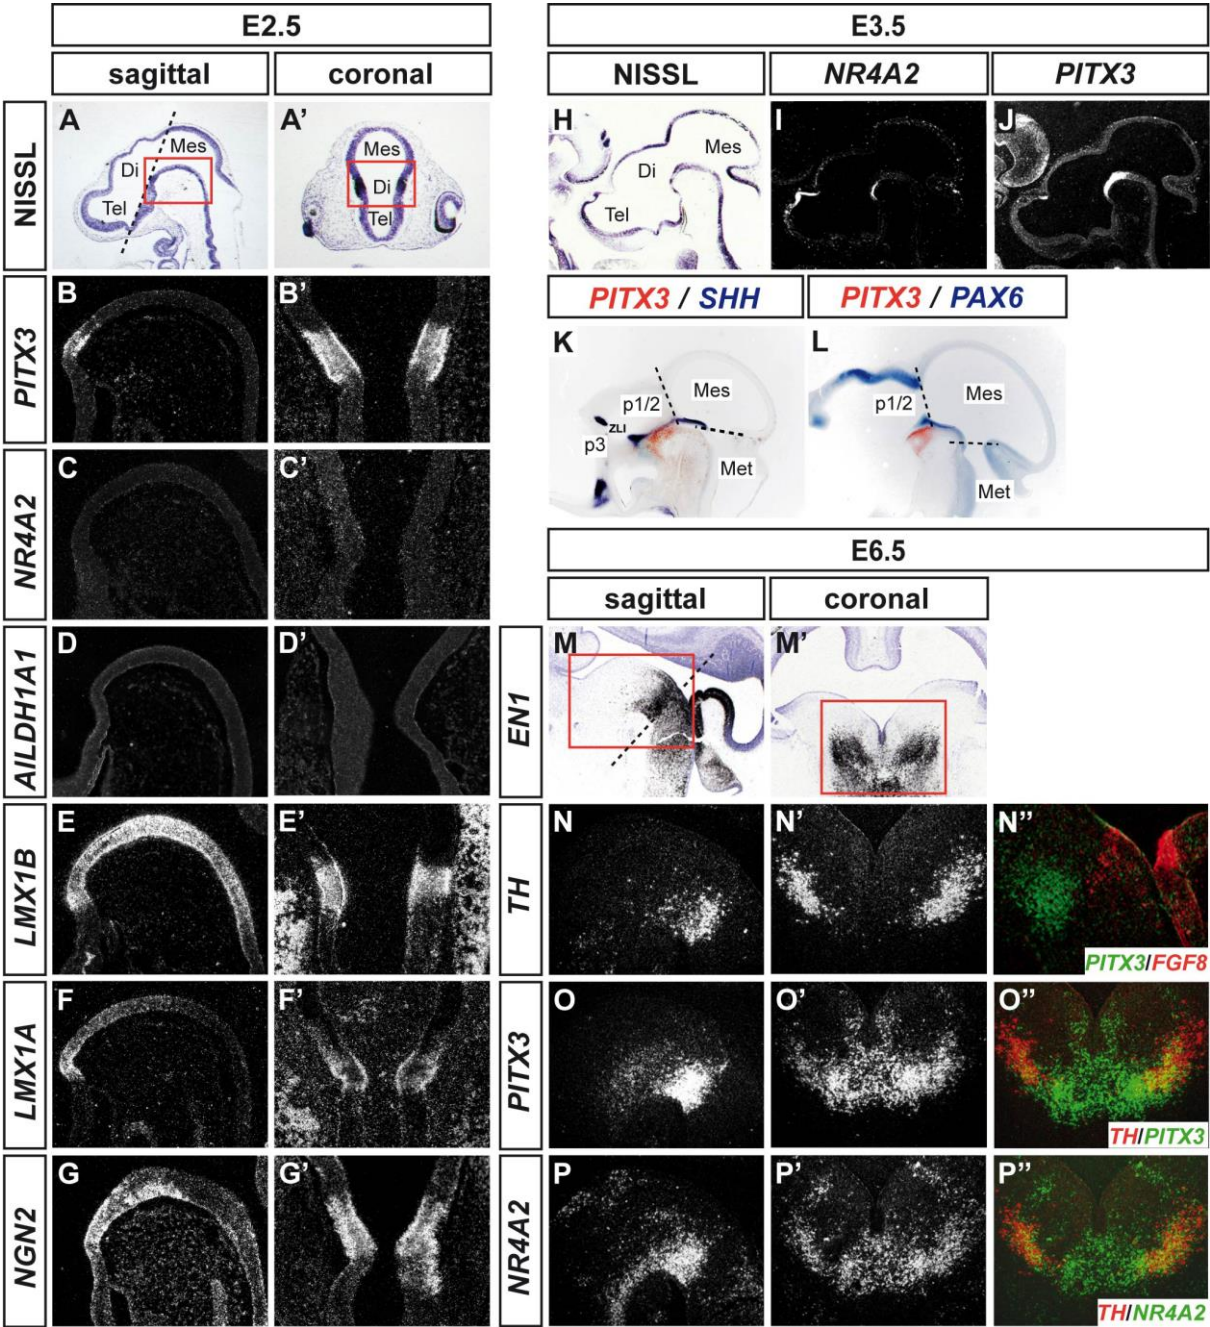 E2.5
sagittal
coronal
NISSL
A
Mes
Di
Tel
A'
Mes
Di
Tel
PITX3
B
B'
NR4A2
C
C'
AILDH1A1
D
D'
LMX1B
E
E'
LMX1A
F
F'
NGN2
G
G'
E3.5
NISSL
NR4A2
PITX3
H
Mes
Di
Tel
I
J
PITX3 / SHH
PITX3 / PAX6
K
Mes
p1/2
ZLI
p3
Met
L
Mes
p1/2
Met
E6.5
sagittal
coronal
EN1
M
M'
TH
N
N'
N''
PITX3/FGF8
PITX3
O
O'
O''
TH/PITX3
NR4A2
P
P'
P''
TH/NR4A2